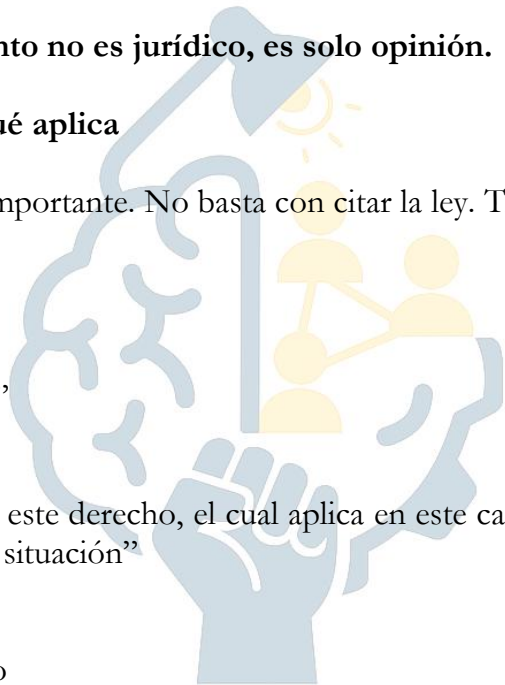 nto no es jurídico, es solo opinión.
ué aplica
mportante. No basta con citar la ley. T
”
este derecho, el cual aplica en este ca
situación”
o